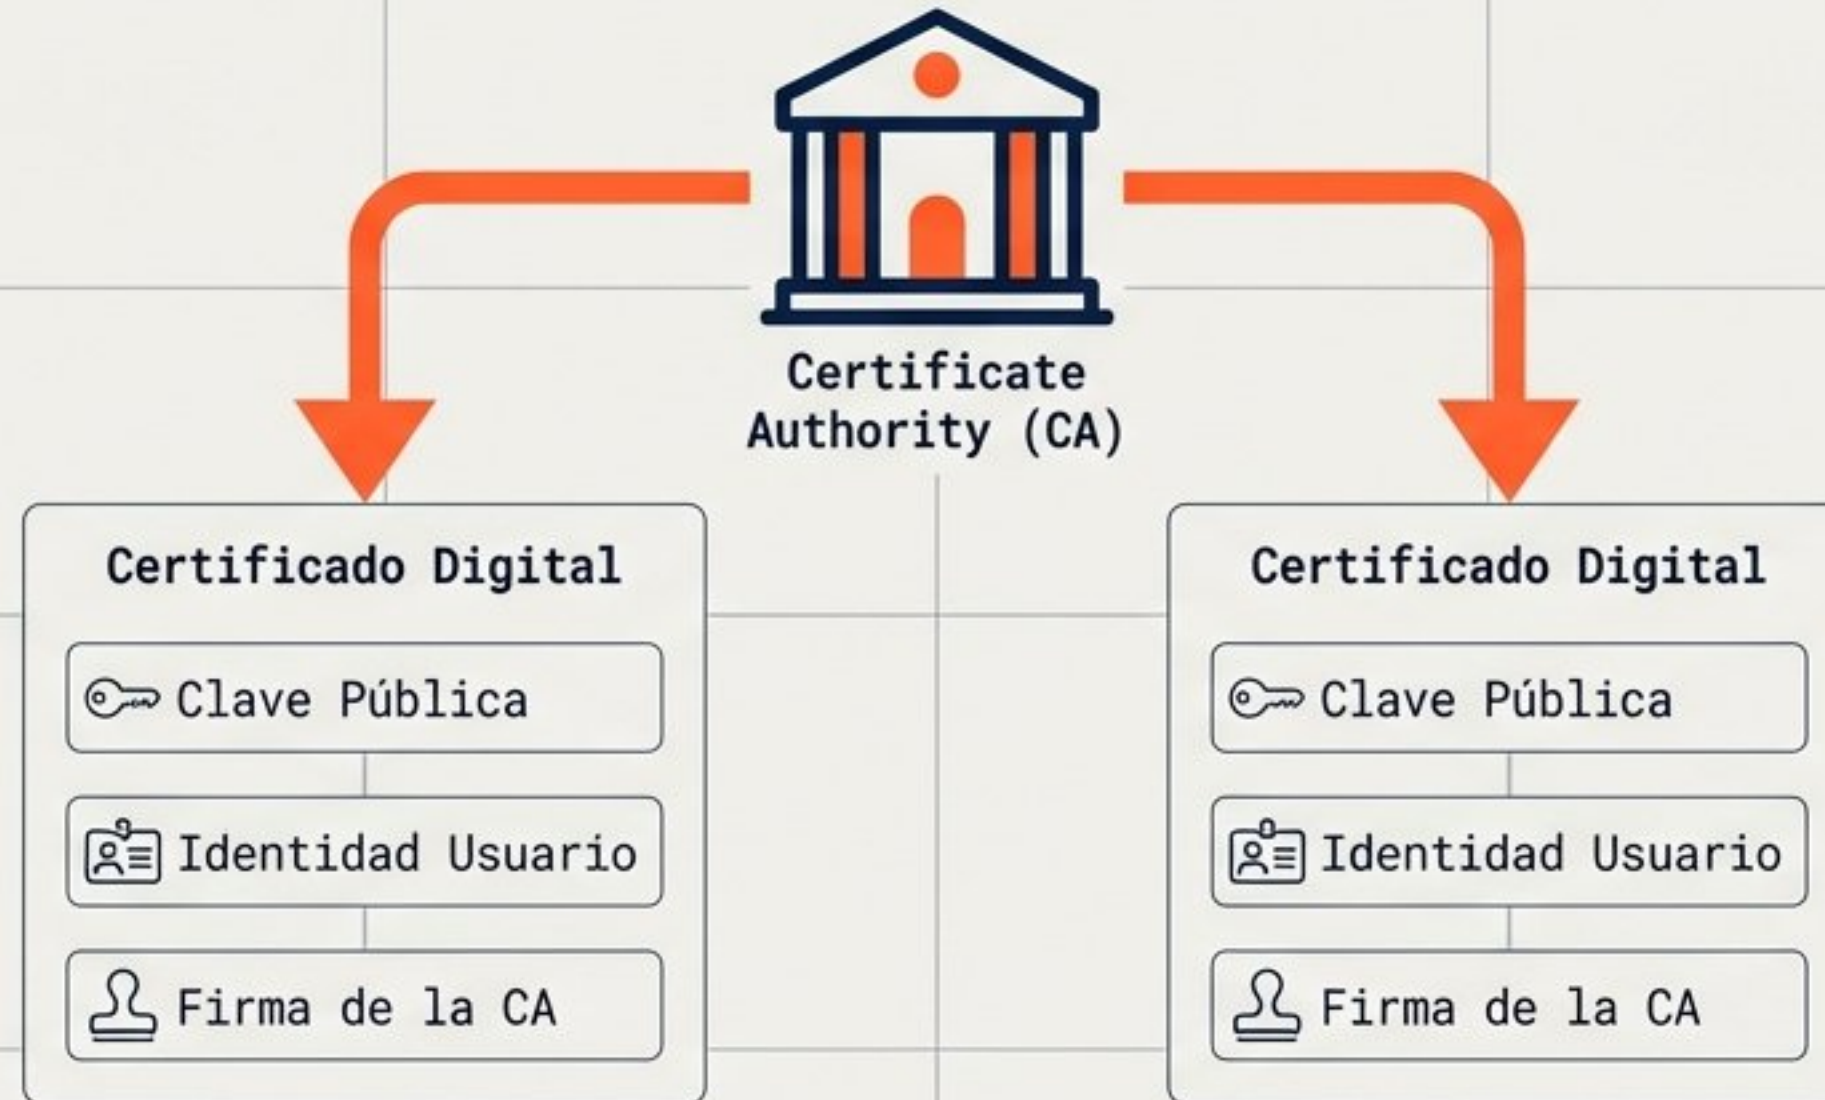 Certificate
Authority (CA)
Certificado Digital
Clave Pública
Identidad Usuario
Firma de la CA
Certificado Digital
Clave Pública
Identidad Usuario
Firma de la CA